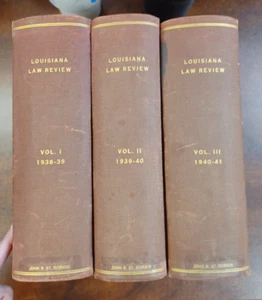 LOUISIANA
LAW REVIEW
VOL. I
1938-39
LOUISIANA
LAW REVIEW
VOL. II
1939-40
LOUISIANA
LAW REVIEW
VOL. III
1940-41